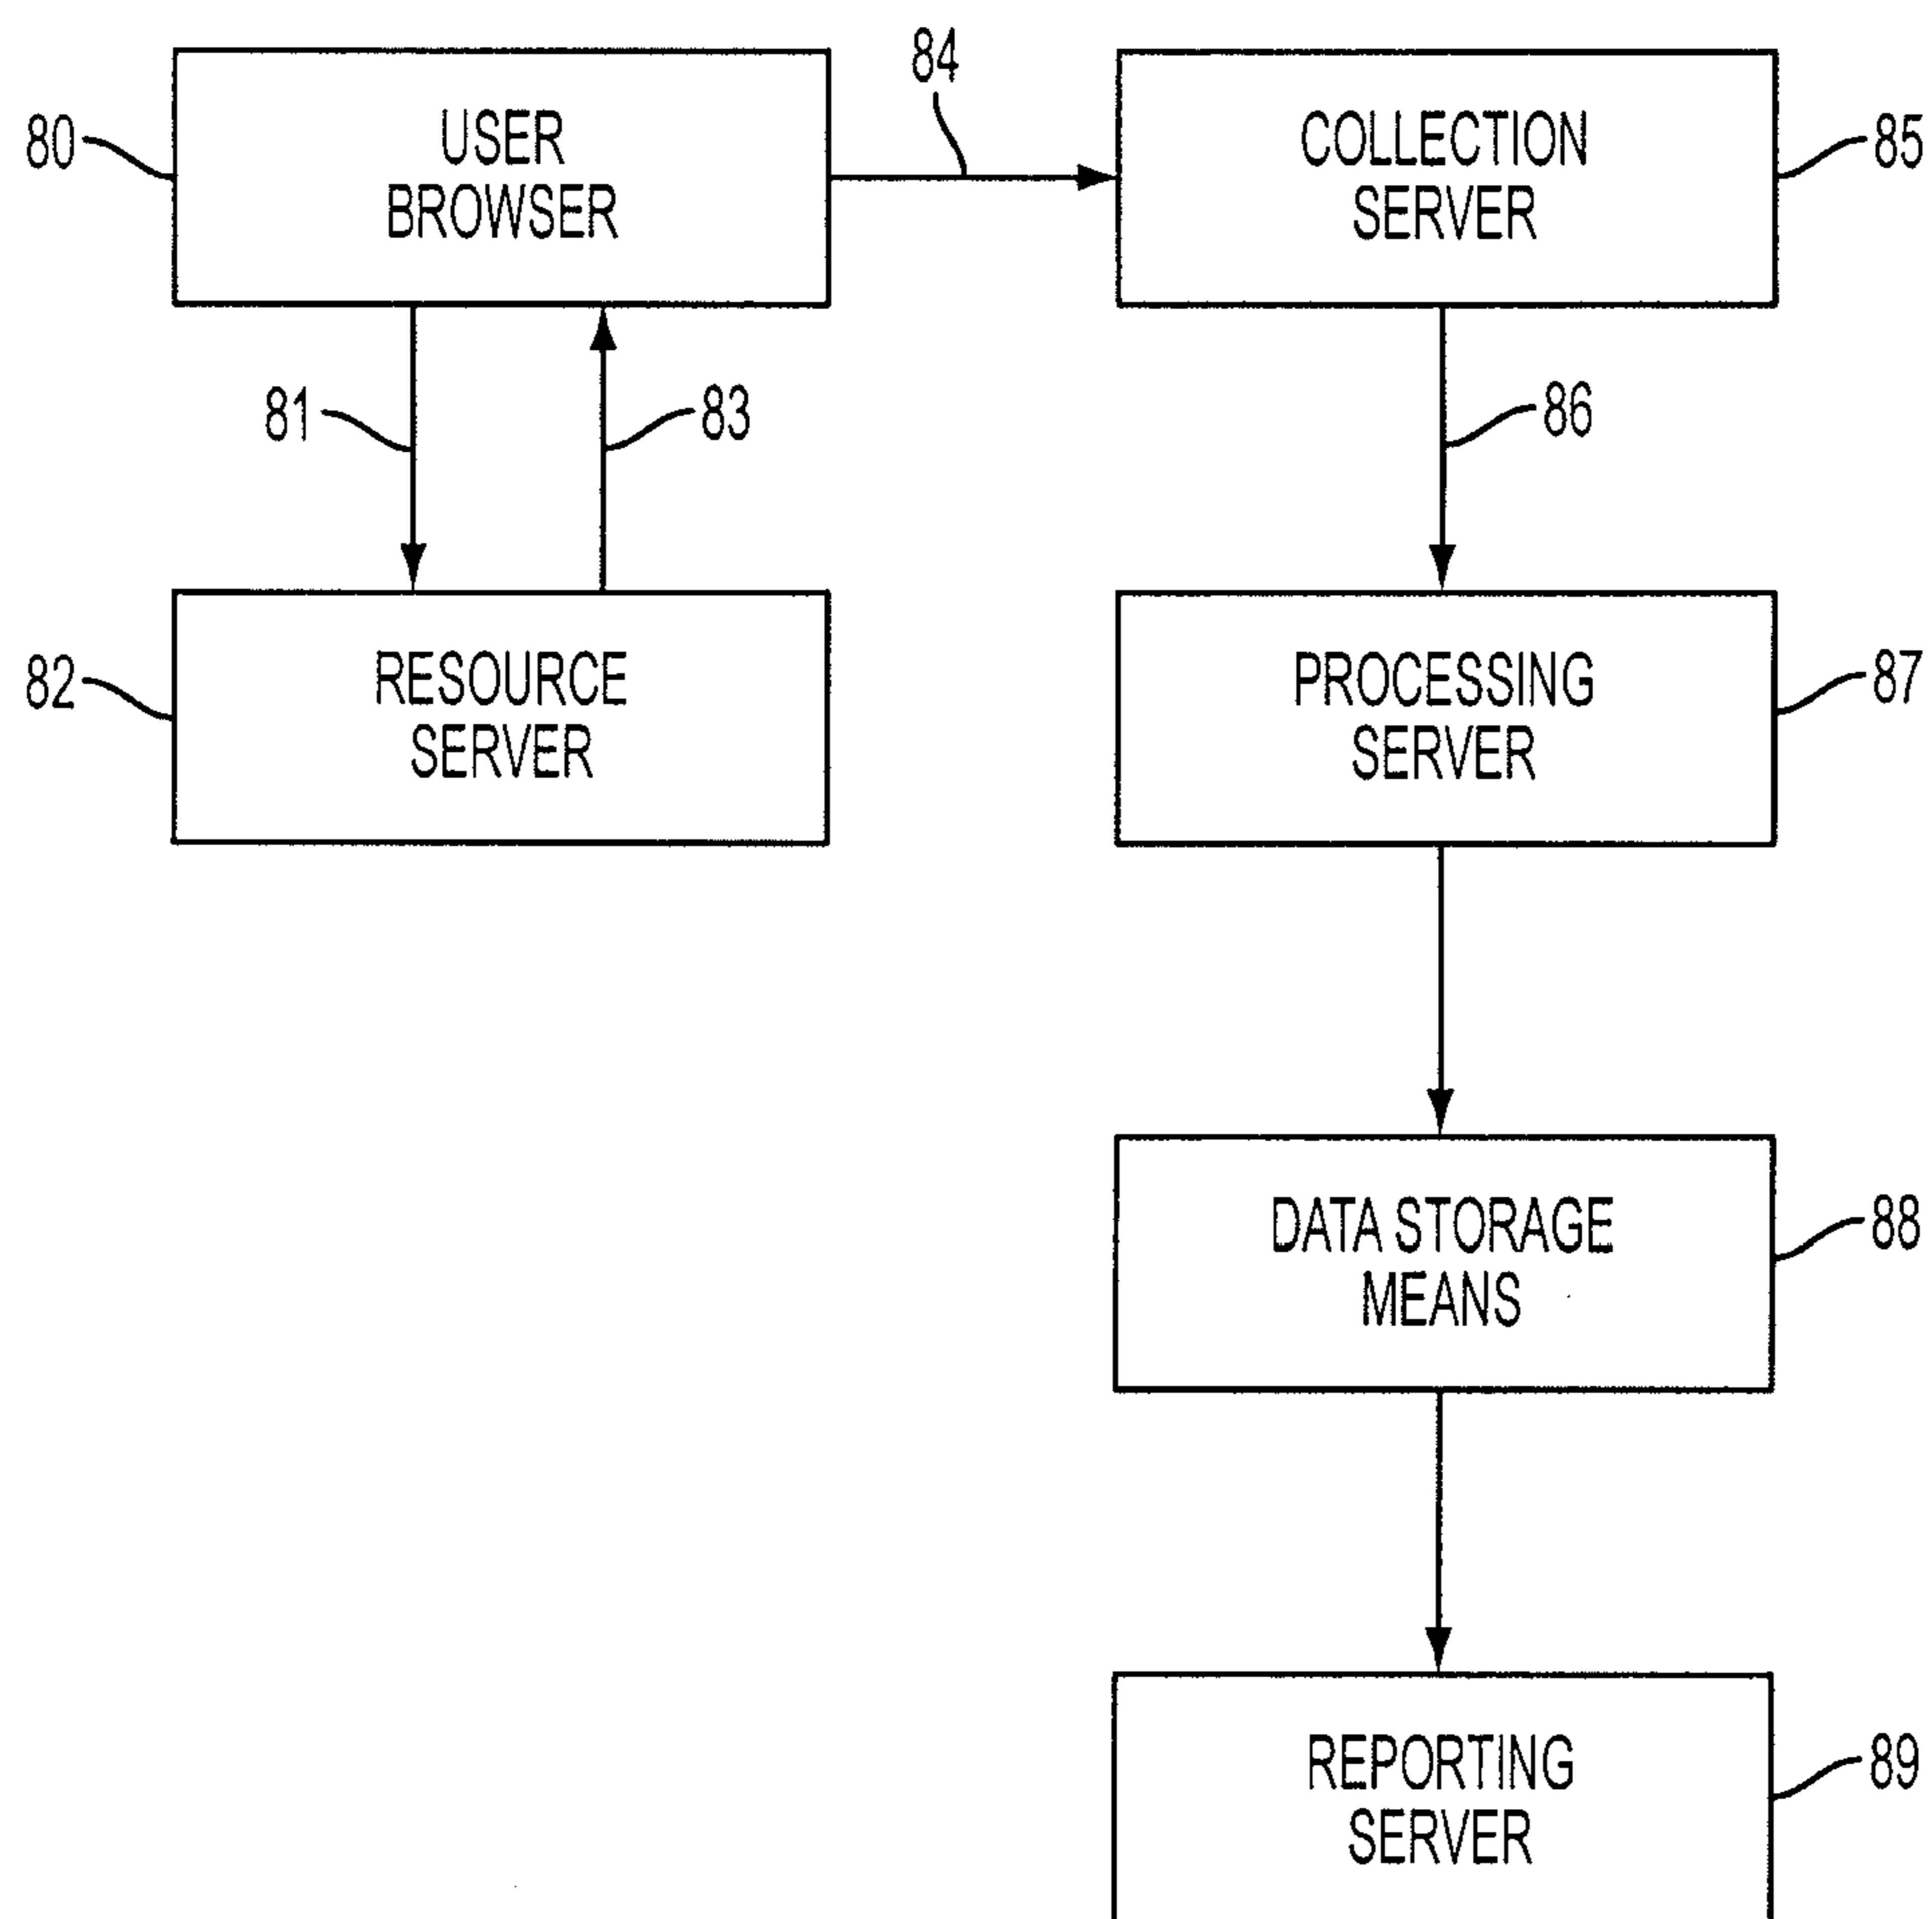 84
80
USER
BROWSER
COLLECTION
SERVER
85
81
83
86
82
RESOURCE
SERVER
PROCESSING
SERVER
87
DATA STORAGE
MEANS
88
REPORTING
SERVER
89